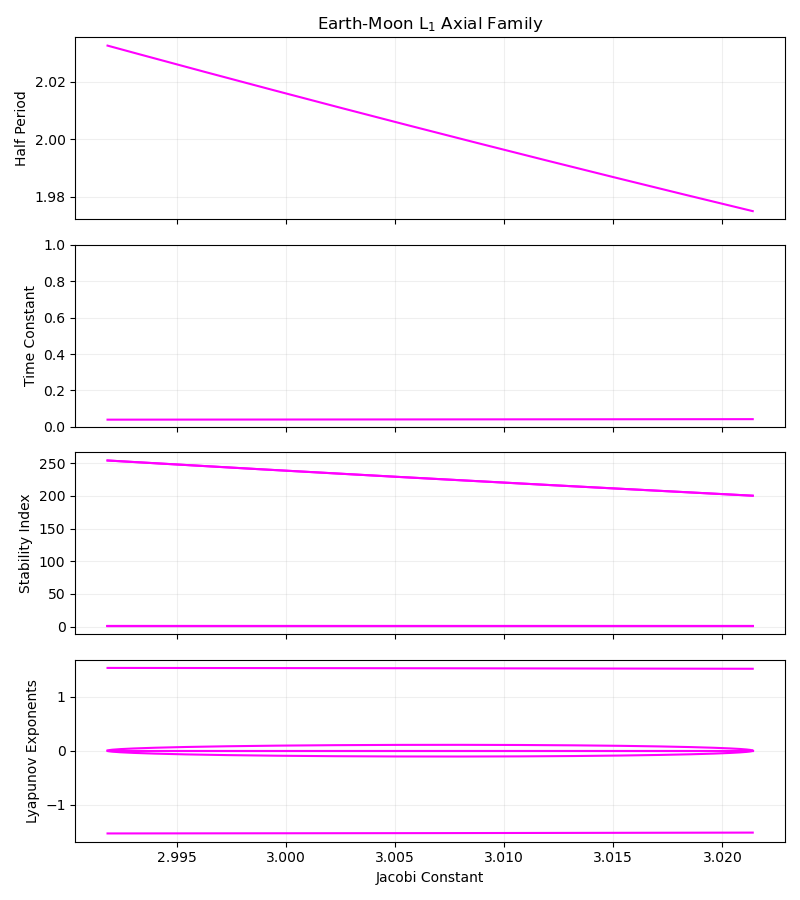 Earth-Moon L₁ Axial Family
Half Period
2.02
2.00
1.98
Time Constant
1.0
0.8
0.6
0.4
0.2
0.0
Stability Index
250
200
150
100
50
0
Lyapunov Exponents
1
0
−1
2.995 3.000 3.005 3.010 3.015 3.020
Jacobi Constant